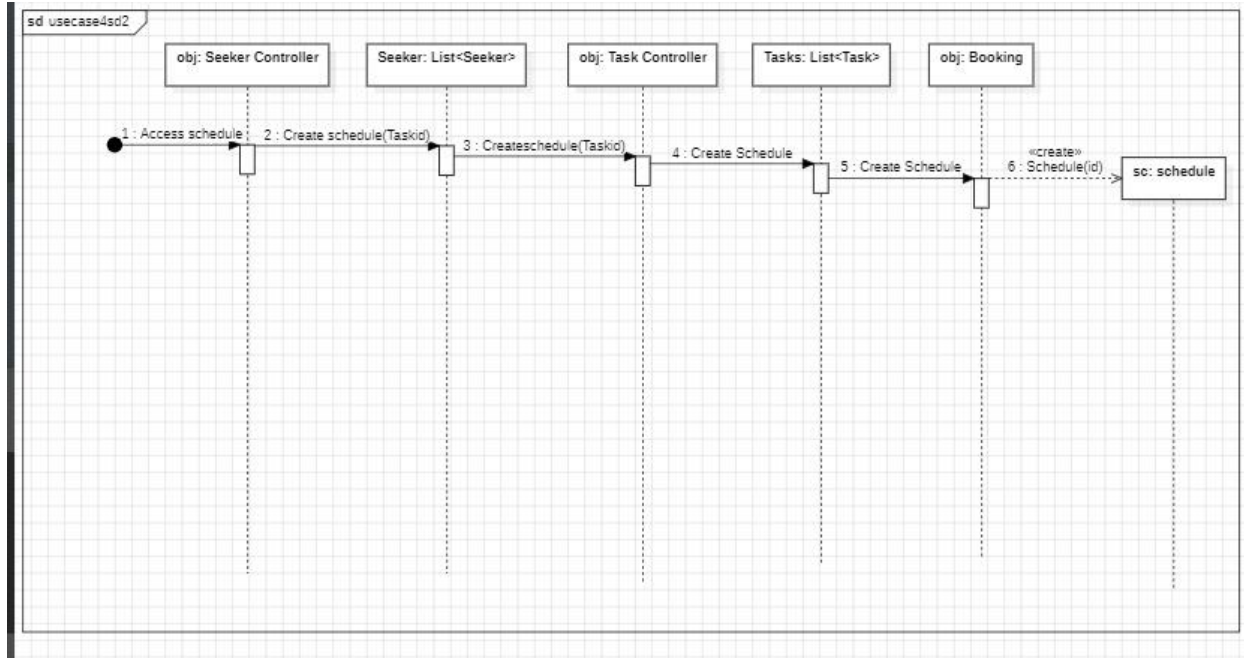 sd usecase4sd2
obj: Seeker Controller
Seeker: List<Seeker>
obj: Task Controller
Tasks: List<Task>
obj: Booking
1 : Access schedule
2 : Create schedule(Taskid)
3 : Createschedule(Taskid)
4 : Create Schedule
5 : Create Schedule
«create»
6 : Schedule(id)
sc: schedule